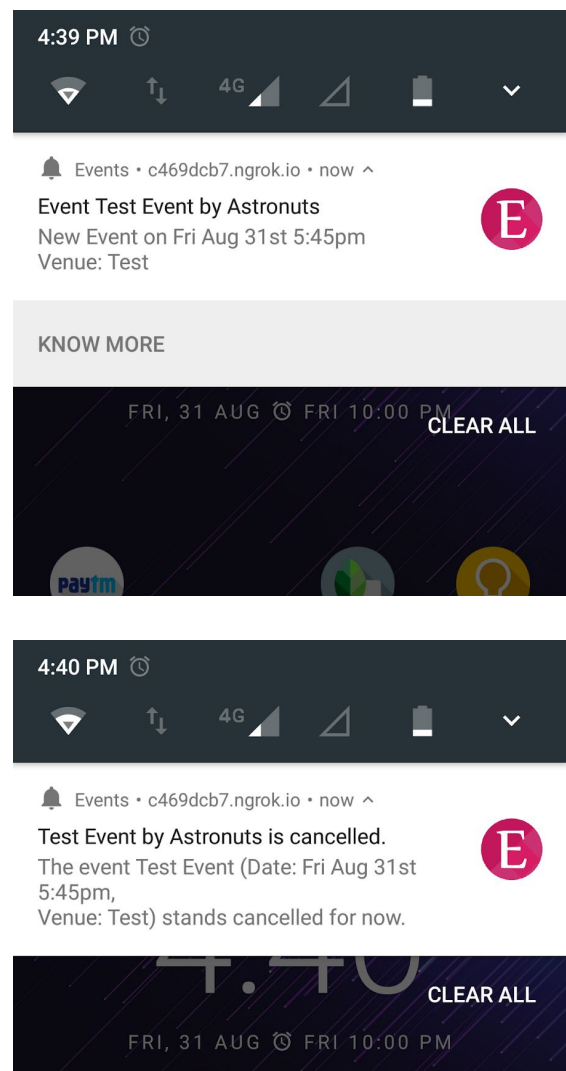 4:39 PM
4G
Events • c469dcb7.ngrok.io • now
Event Test Event by Astronuts
New Event on Fri Aug 31st 5:45pm
Venue: Test
E
KNOW MORE
FRI, 31 AUG FRI 10:00 PM
CLEAR ALL
paytm
4:40 PM
4G
Events • c469dcb7.ngrok.io • now
Test Event by Astronuts is cancelled.
The event Test Event (Date: Fri Aug 31st
5:45pm,
Venue: Test) stands cancelled for now.
E
4:40
CLEAR ALL
FRI, 31 AUG FRI 10:00 PM